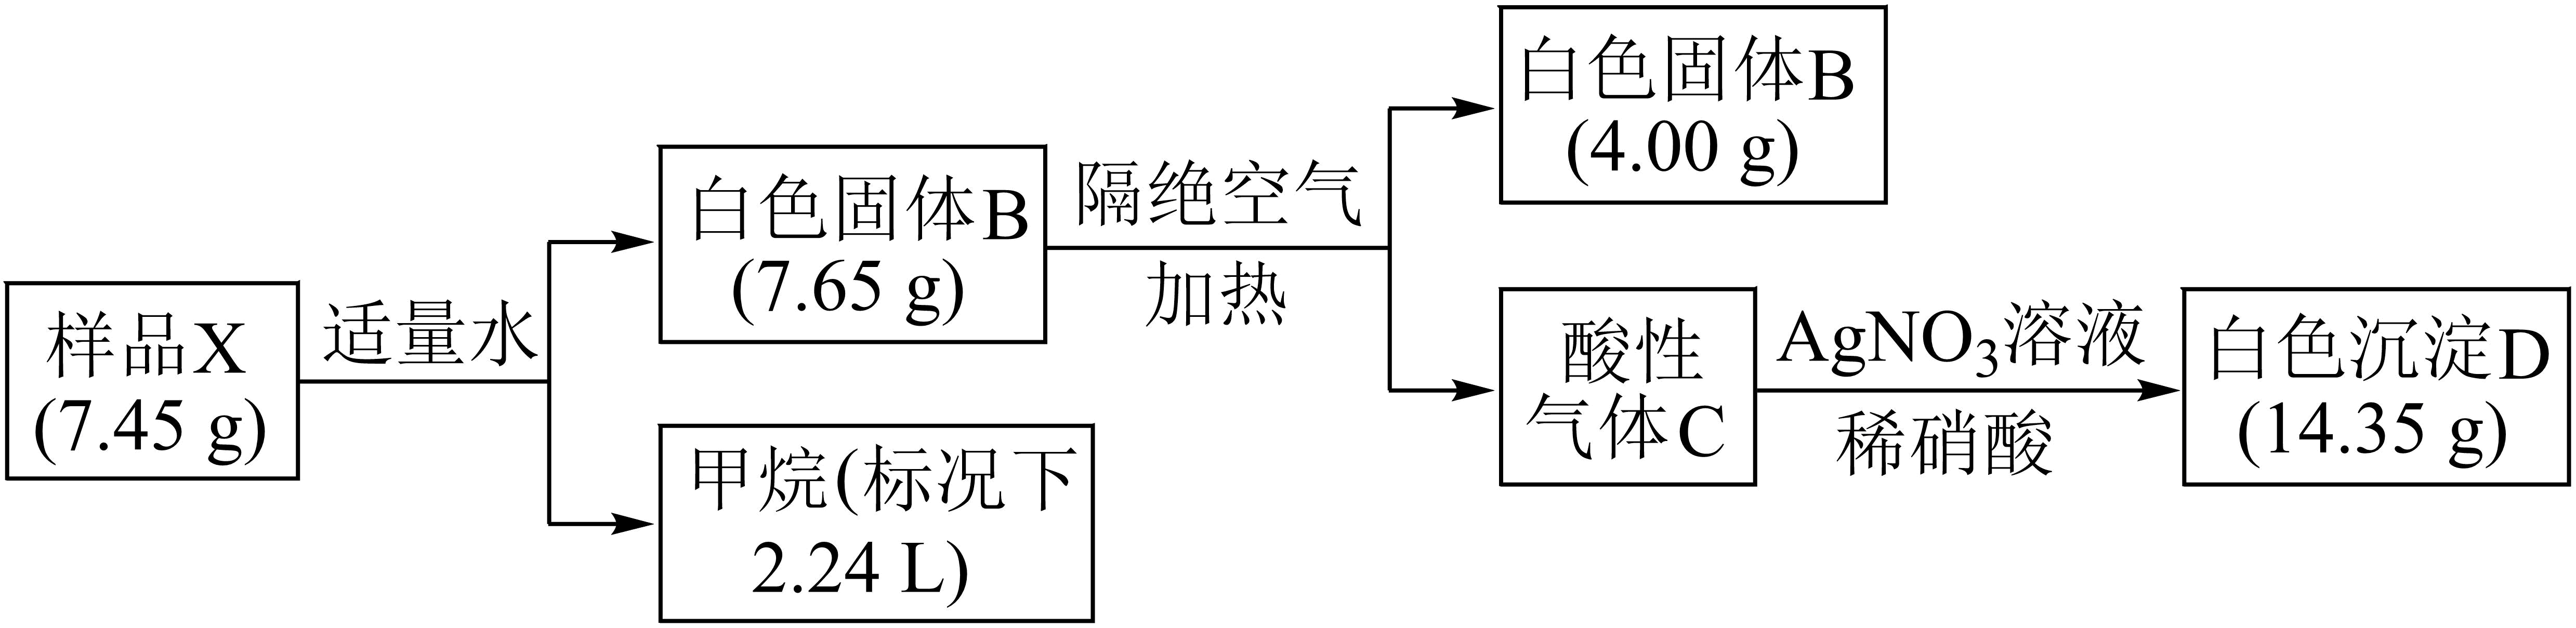 样品X
(7.45 g)
适量水
白色固体B
(7.65 g)
甲烷(标况下
2.24 L)
隔绝空气
加热
白色固体B
(4.00 g)
酸性
气体C
AgNO₃溶液
稀硝酸
白色沉淀D
(14.35 g)